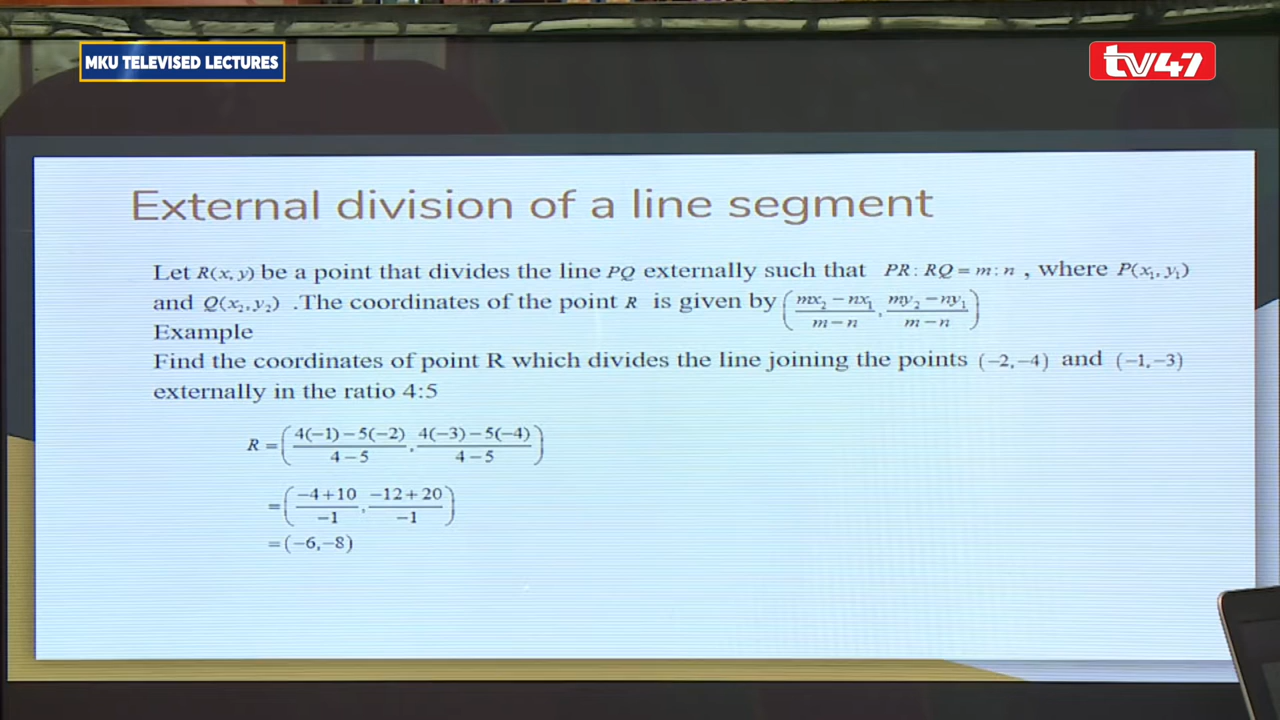 MKU TELEVISED LECTURES
tv47
External division of a line segment
Let R(x, y) be a point that divides the line PQ externally such that PR : RQ = m : n , where P(x₁, y₁)
and Q(x₂, y₂) .The coordinates of the point R is given by ((mx₂ − nx₁)/(m − n), (my₂ − ny₁)/(m − n))
Example
Find the coordinates of point R which divides the line joining the points (−2,−4) and (−1,−3)
externally in the ratio 4:5
R = ((4(−1) − 5(−2))/(4 − 5), (4(−3) − 5(−4))/(4 − 5))
= ((−4 + 10)/−1, (−12 + 20)/−1)
= (−6,−8)